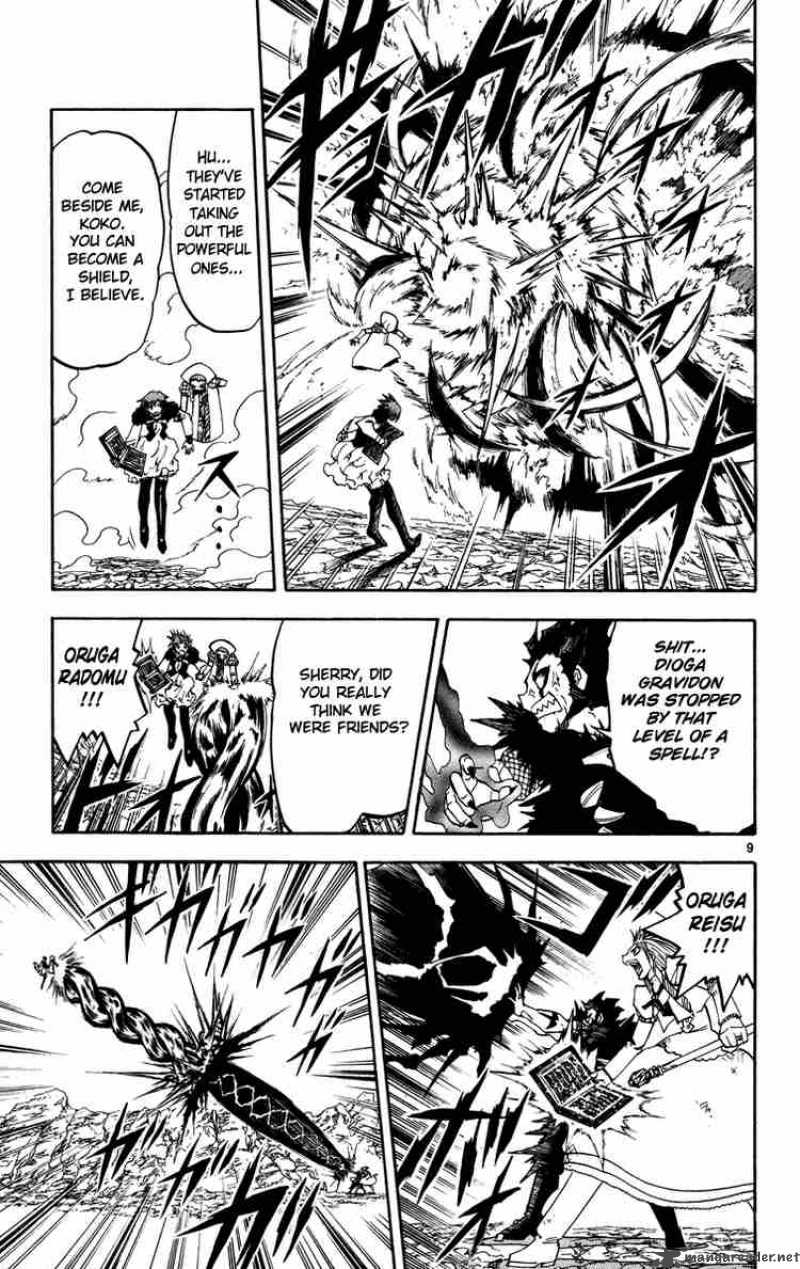 HU...
THEY'VE
STARTED
TAKING
OUT THE
POWERFUL
ONES...
COME
BESIDE ME,
KOKO.
YOU CAN
BECOME A
SHIELD,
I BELIEVE.
ス
SHIT...
DIOGA
GRAVIDON
WAS STOPPED
BY THAT
LEVEL OF A
SPELL!?
SHERRY, DID
YOU REALLY
THINK WE
WERE FRIENDS?
ORUGA
RADOMU
!!!
9
ORUGA
REISU
!!!
mangareader.net